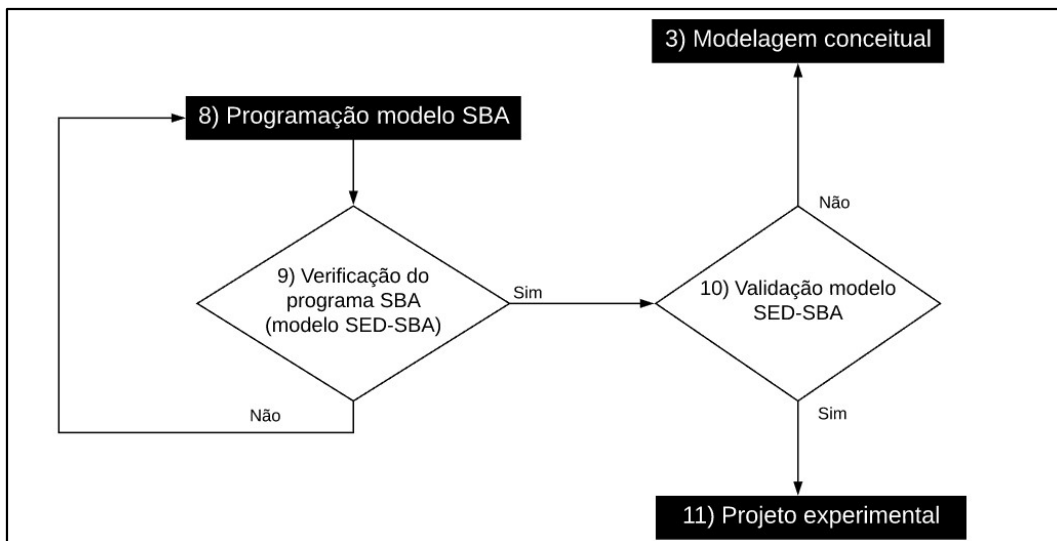 3) Modelagem conceitual
8) Programação modelo SBA
Não
9) Verificação do
programa SBA
(modelo SED-SBA)
Sim
10) Validação modelo
SED-SBA
Não
Sim
11) Projeto experimental